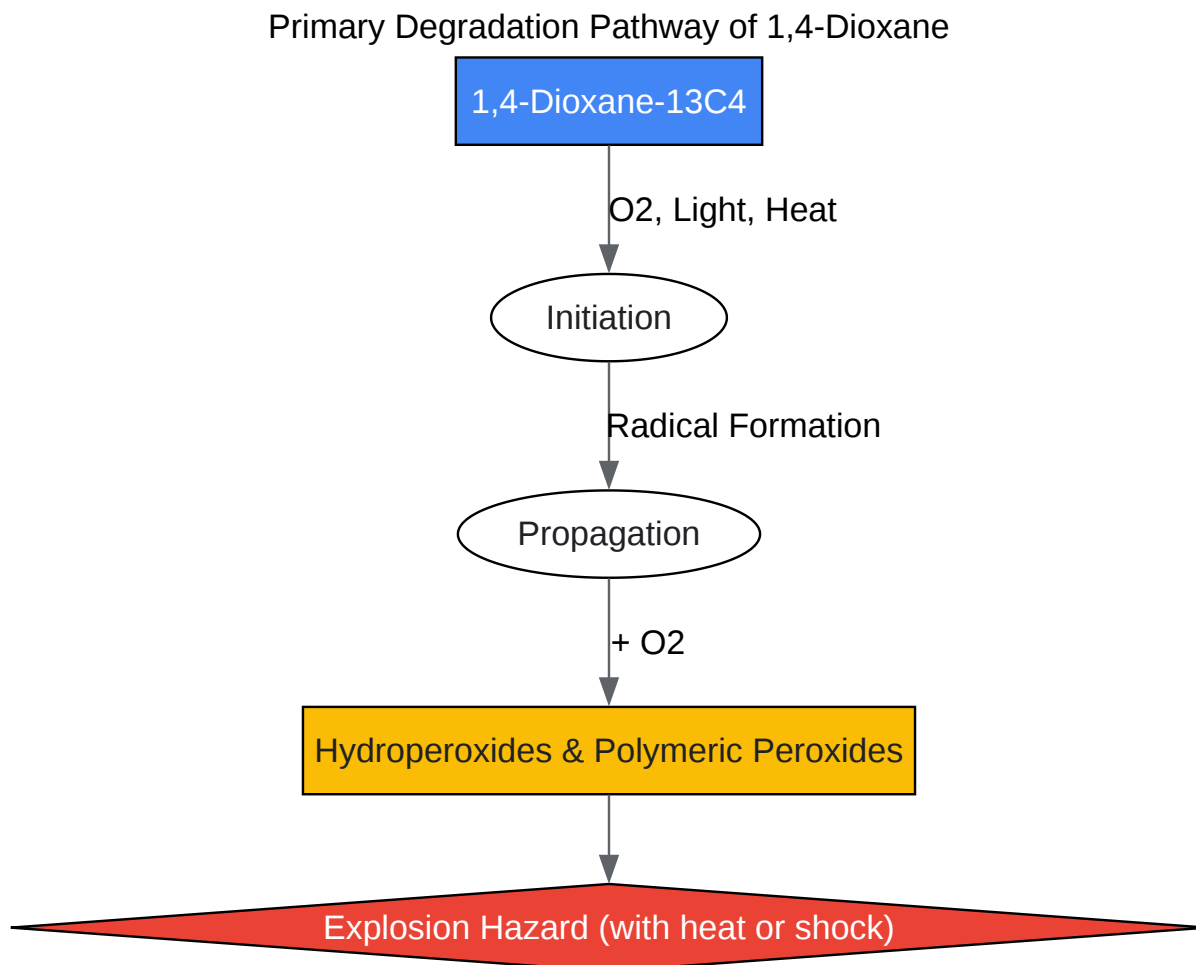 Primary Degradation Pathway of 1,4-Dioxane
1,4-Dioxane-13C4
O2, Light, Heat
Initiation
Radical Formation
Propagation
+ O2
Hydroperoxides & Polymeric Peroxides
Explosion Hazard (with heat or shock)